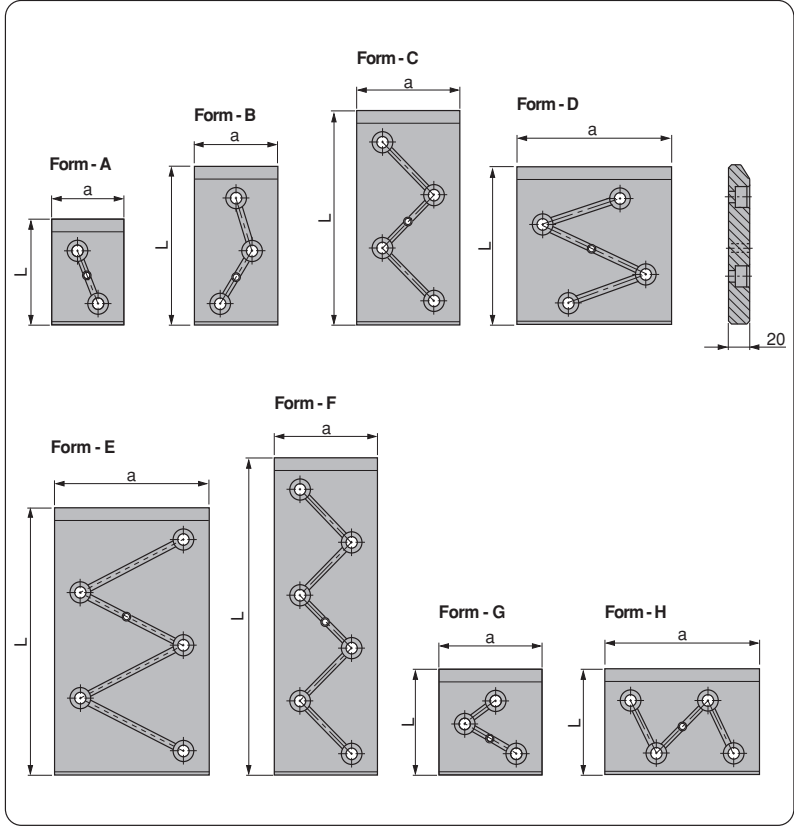 Form - A
a
L
Form - B
a
L
Form - C
a
L
Form - D
a
L
20
Form - E
a
L
Form - F
a
L
Form - G
a
L
Form - H
a
L